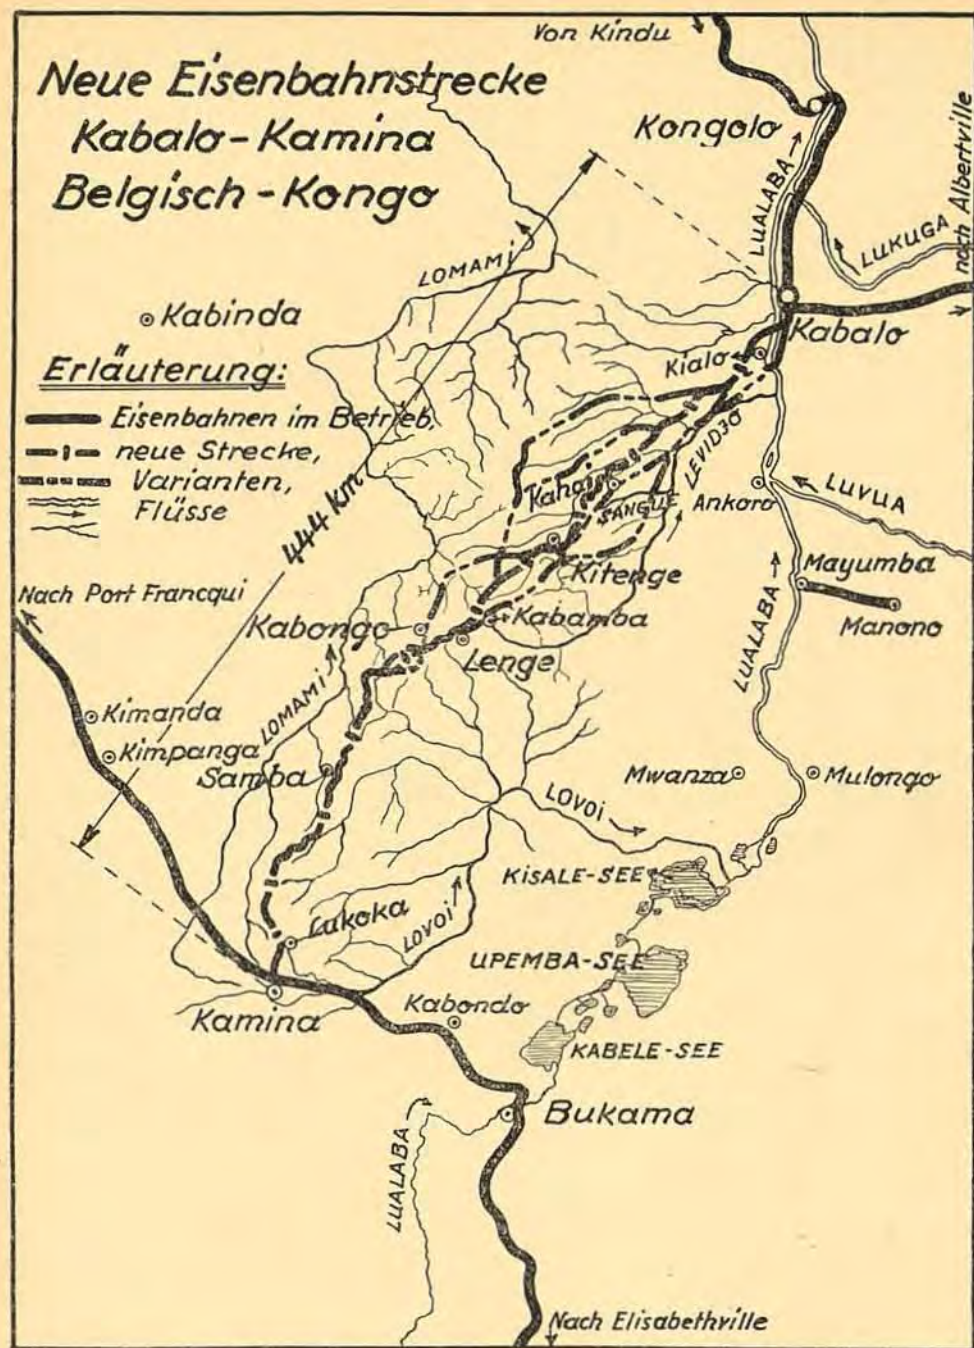 Neue Eisenbahnstrecke
Kabalo - Kamina
Belgisch - Kongo
Von Kindu
Kongolo
LUALABA
nach Albertville
LUKUGA
LOMAMI
Kabinda
Kabalo
Erläuterung:
Kialo
Eisenbahnen im Betrieb,
neue Strecke,
Varianten,
Flüsse
444 km
LEVIDJO
SANGUE
Ankoro
LUVUA
Nach Port Francqui
Kitenge
Mayumba
Manono
Kabongo
Kabamba
Lenge
LUALABA
LOMAMI
Kimanda
Kimpanga
Samba
Mwanza
Mulongo
LOVOI
KISALE-SEE
Lukoka
LOVOI
UPEMBA-SEE
Kamina
Kabondo
KABELE-SEE
Bukama
LUALABA
Nach Elisabethville